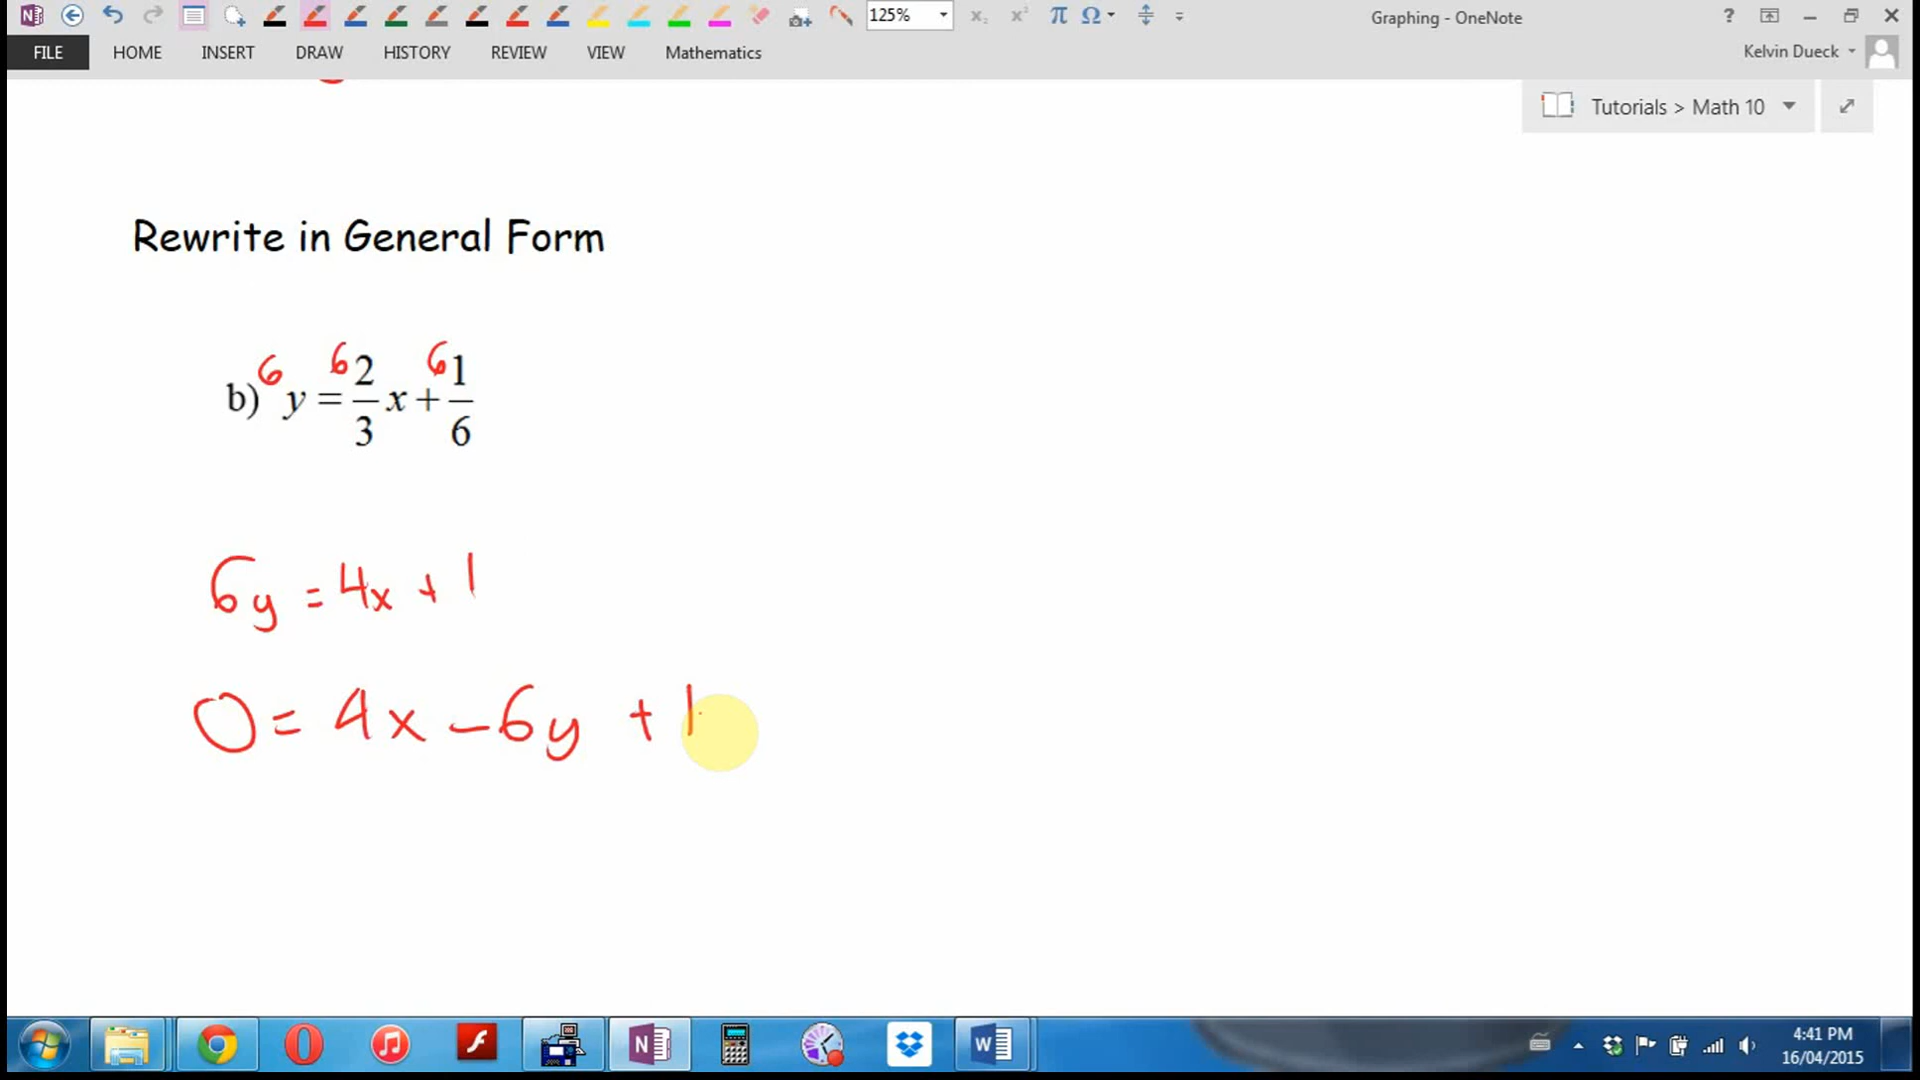 125% x₂ x² π Ω Graphing - OneNote ?
FILE HOME INSERT DRAW HISTORY REVIEW VIEW Mathematics Kelvin Dueck
Tutorials > Math 10
Rewrite in General Form
6 6 6
b) y = 2/3 x + 1/6
6y = 4x + 1
0 = 4x - 6y + 1
4:41 PM
16/04/2015